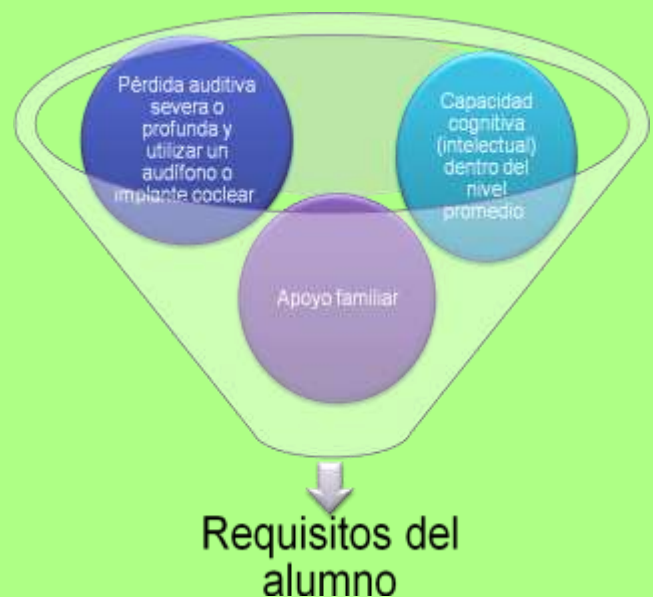 Pérdida auditiva
severa o
profunda y
utilizar un
audífono o
implante coclear
Capacidad
cognitiva
(intelectual)
dentro del
nivel
promedio
Apoyo familiar
Requisitos del
alumno